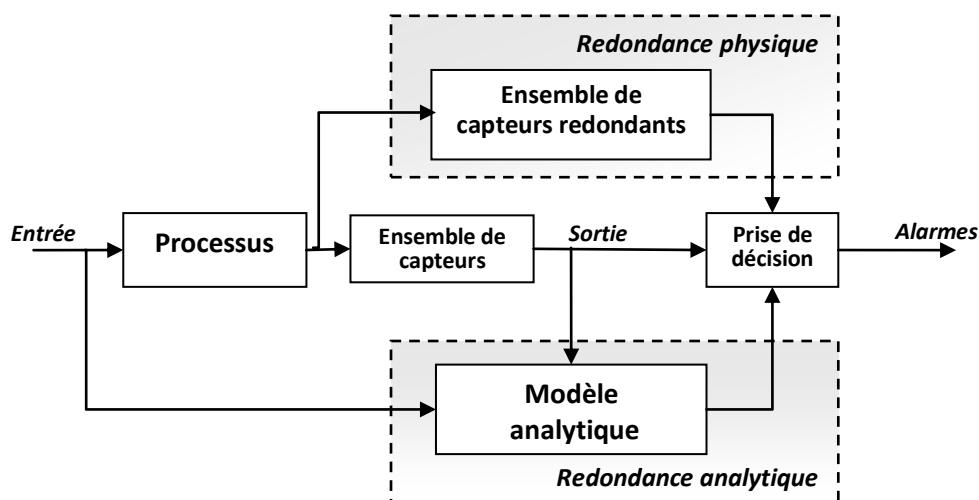 Redondance physique
Ensemble de
capteurs redondants
Entrée
Processus
Ensemble de
capteurs
Sortie
Prise de
décision
Alarmes
Modèle
analytique
Redondance analytique